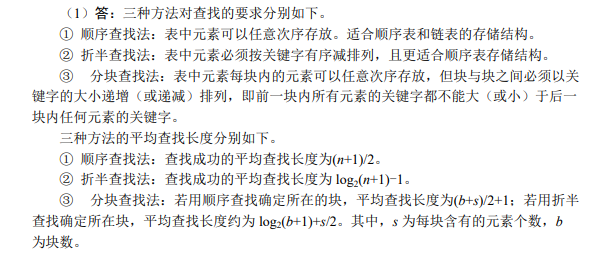 （1）答：三种方法对查找的要求分别如下。
① 顺序查找法：表中元素可以任意次序存放。适合顺序表和链表的存储结构。
② 折半查找法：表中元素必须按关键字有序减排列，且更适合顺序表存储结构。
③ 分块查找法：表中元素每块内的元素可以任意次序存放，但块与块之间必须以关
键字的大小递增（或递减）排列，即前一块内所有元素的关键字都不能大（或小）于后一
块内任何元素的关键字。
三种方法的平均查找长度分别如下。
① 顺序查找法：查找成功的平均查找长度为(n+1)/2。
② 折半查找法：查找成功的平均查找长度为 log₂(n+1)−1。
③ 分块查找法：若用顺序查找确定所在的块，平均查找长度为(b+s)/2+1；若用折半
查找确定所在块，平均查找长度约为 log₂(b+1)+s/2。其中，s 为每块含有的元素个数，b
为块数。